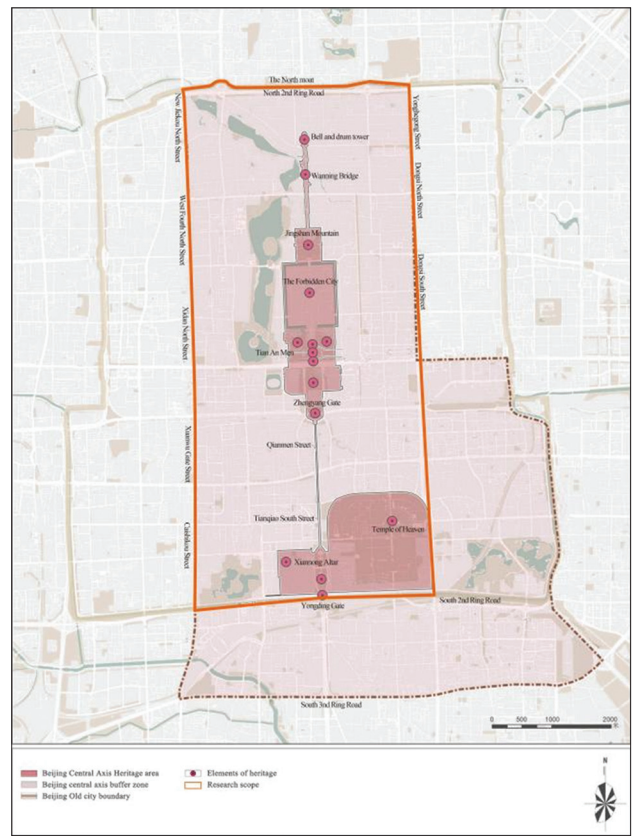 The North moat
North 2nd Ring Road
New Jiekou North Street
Yonghegong Street
Bell and drum tower
Wanning Bridge
Dongsi North Street
West Fourth North Street
Jingshan Mountain
The Forbidden City
Dongsi South Street
Xidan North Street
Tian An Men
Zhengyang Gate
Xuanwu Gate Street
Qianmen Street
Tianqiao South Street
Temple of Heaven
Caishikou Street
Xiannong Altar
Yongding Gate
South 2nd Ring Road
South 3rd Ring Road
0 500 1000 2000
N
Beijing Central Axis Heritage area
Elements of heritage
Beijing central axis buffer zone
Research scope
Beijing Old city boundary